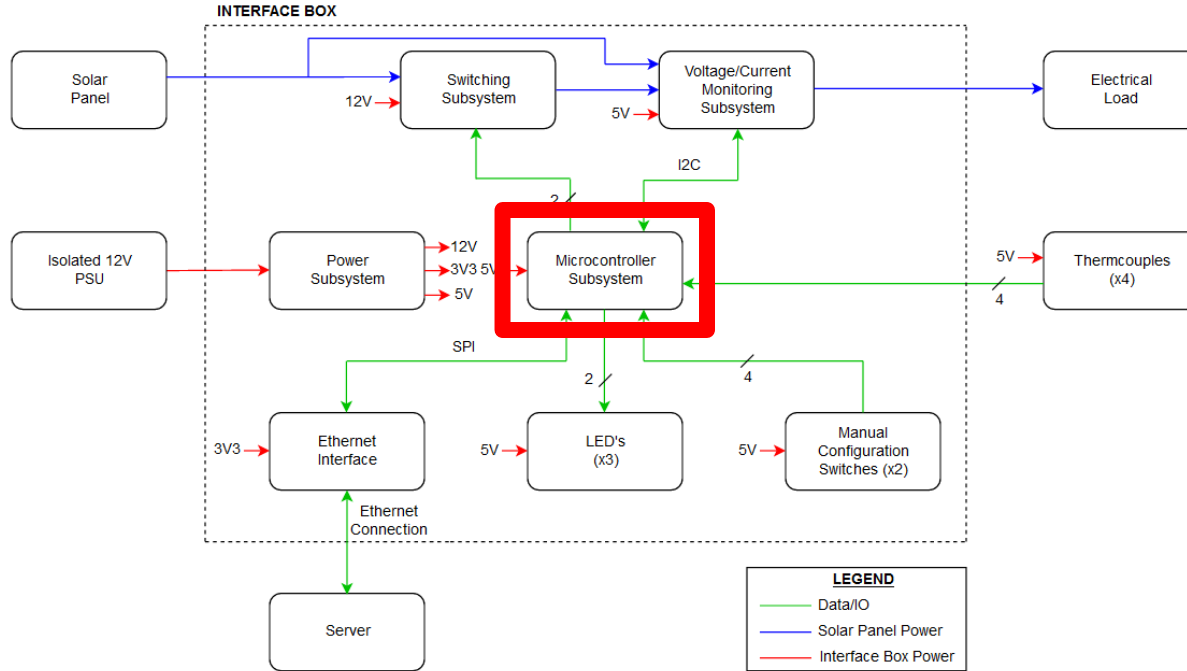 INTERFACE BOX
Solar
Panel
Switching
Subsystem
12V
Voltage/Current
Monitoring
Subsystem
5V
Electrical
Load
I2C
2
Isolated 12V
PSU
Power
Subsystem
12V
3V3
5V
5V
Microcontroller
Subsystem
5V
Thermcouples
(x4)
4
SPI
2
4
3V3
Ethernet
Interface
5V
LED's
(x3)
5V
Manual
Configuration
Switches (x2)
Ethernet
Connection
Server
LEGEND
Data/IO
Solar Panel Power
Interface Box Power